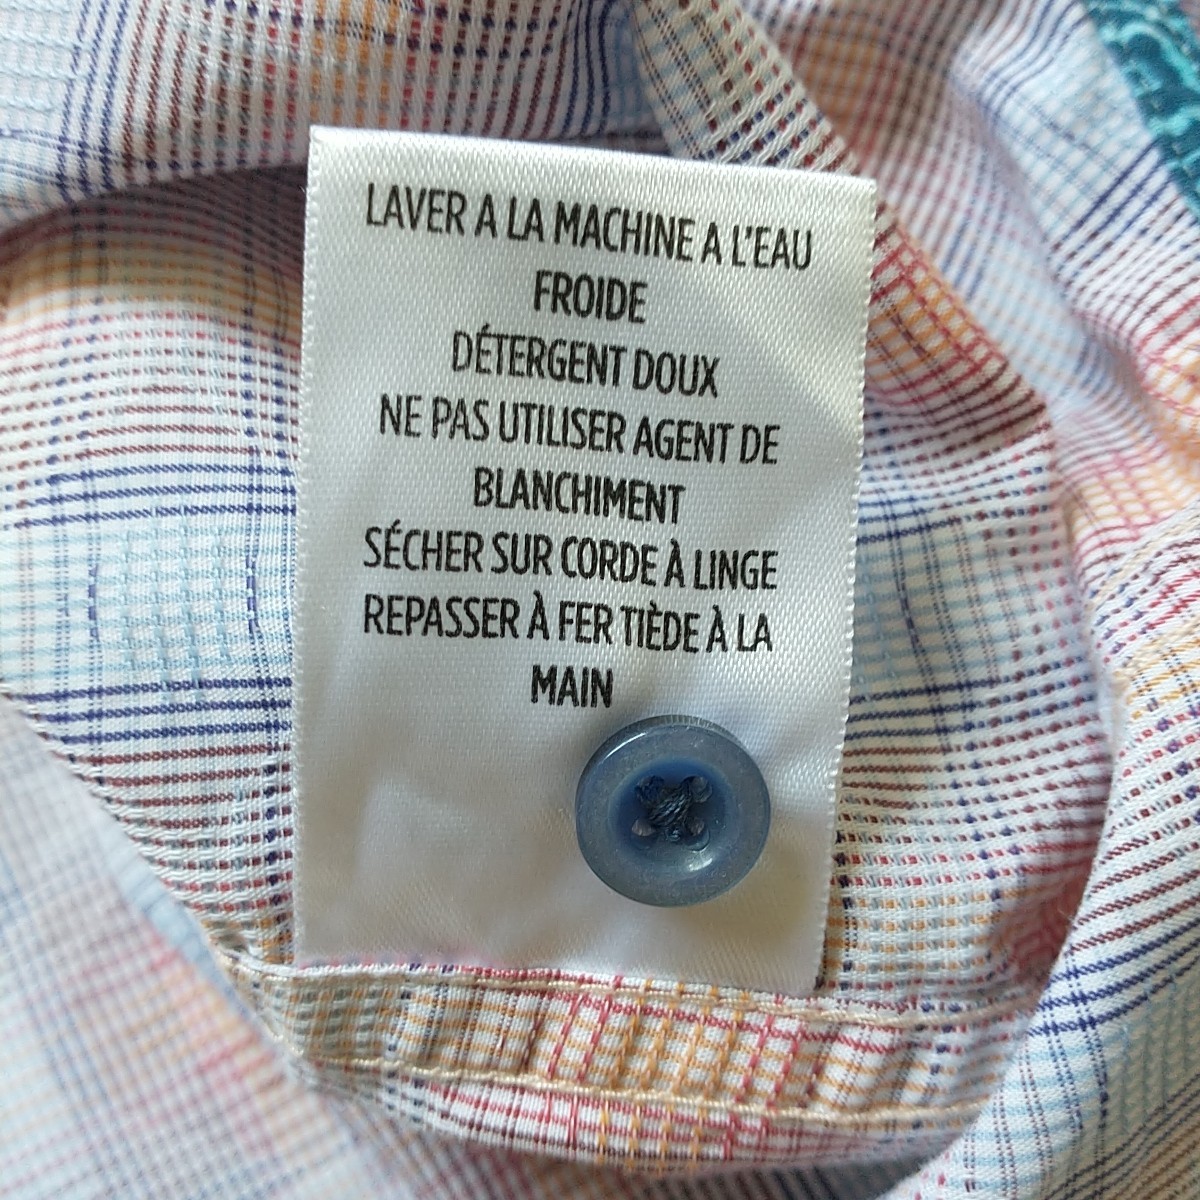 LAVER A LA MACHINE A L'EAU
FROIDE
DÉTERGENT DOUX
NE PAS UTILISER AGENT DE
BLANCHIMENT
SÉCHER SUR CORDE À LINGE
REPASSER À FER TIÈDE À LA
MAIN